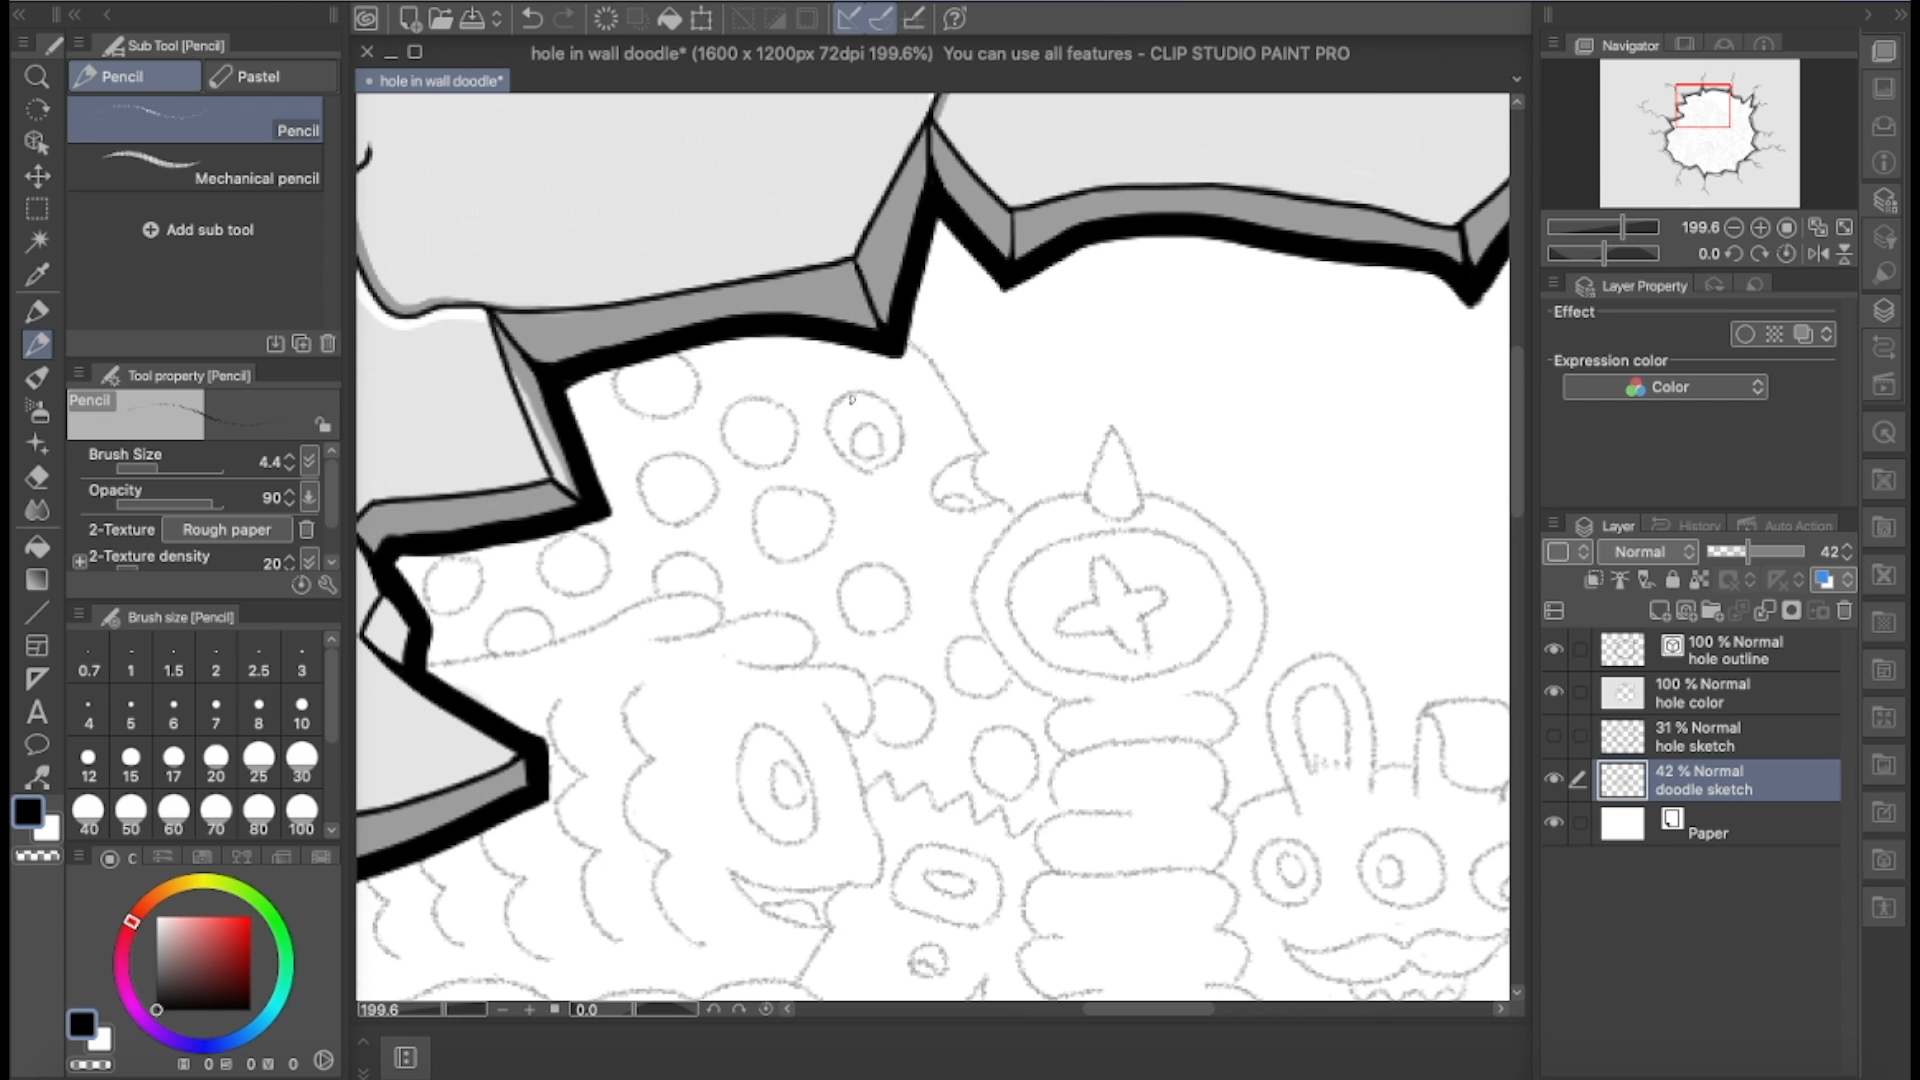 hole in wall doodle* (1600 x 1200px 72dpi 199.6%)  You can use all features - CLIP STUDIO PAINT PRO
hole in wall doodle*
Sub Tool [Pencil]
Pencil
Pastel
Pencil
Mechanical pencil
Add sub tool
Tool property [Pencil]
Pencil
Brush Size
4.4
Opacity
90
2-Texture
Rough paper
2-Texture density
20
Brush size [Pencil]
0.7 1 1.5 2 2.5 3
4 5 6 7 8 10
12 15 17 20 25 30
40 50 60 70 80 100
C
0 0 0
199.6
0.0
Navigator
199.6
0.0
Layer Property
Effect
Expression color
Color
Layer
History
Auto Action
Normal
42
100 % Normal
hole outline
100 % Normal
hole color
31 % Normal
hole sketch
42 % Normal
doodle sketch
Paper